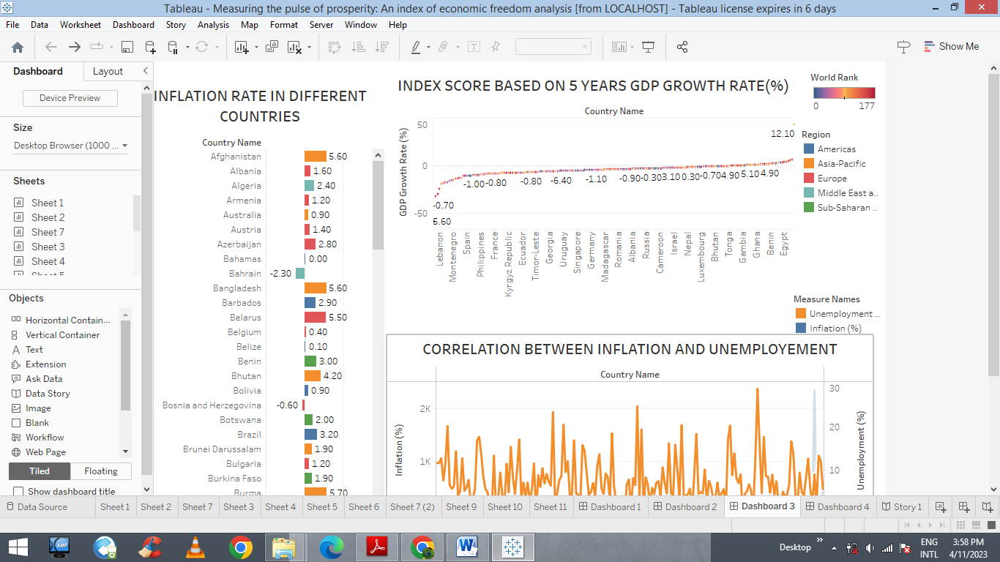 Tableau - Measuring the pulse of prosperity: An index of economic freedom analysis [from LOCALHOST] - Tableau license expires in 6 days
File Data Worksheet Dashboard Story Analysis Map Format Server Window Help
Show Me
Dashboard Layout
Device Preview
Size
Desktop Browser (1000 ...
Sheets
Sheet 1
Sheet 2
Sheet 7
Sheet 3
Sheet 4
Objects
Horizontal Contain...
Vertical Container
Text
Extension
Ask Data
Data Story
Image
Blank
Workflow
Web Page
Tiled Floating
Show dashboard title
INFLATION RATE IN DIFFERENT
COUNTRIES
Country Name
Afghanistan 5.60
Albania 1.60
Algeria 2.40
Armenia 1.20
Australia 0.90
Austria 1.40
Azerbaijan 2.80
Bahamas 0.00
Bahrain -2.30
Bangladesh 5.60
Barbados 2.90
Belarus 5.50
Belgium 0.40
Belize 0.10
Benin 3.00
Bhutan 4.20
Bolivia 0.90
Bosnia and Herzegovina -0.60
Botswana 2.00
Brazil 3.20
Brunei Darussalam 1.90
Bulgaria 1.20
Burkina Faso 1.90
Burma 5.70
INDEX SCORE BASED ON 5 YEARS GDP GROWTH RATE(%)
Country Name
GDP Growth Rate (%)
50
0
-50
12.10
-1.00 -0.80 -0.80 -6.40 -1.10 -0.90 -0.30 3.10 0.30 -0.70 4.90 5.10 4.90
-0.70
5.60
Lebanon
Montenegro
Spain
Philippines
France
Kyrgyz Republic
Ecuador
Timor-Leste
Georgia
Uruguay
Singapore
Germany
Madagascar
Romania
Albania
Russia
Cameroon
Israel
Nepal
Luxembourg
Bhutan
Tonga
Gambia
Ghana
Benin
Egypt
World Rank
0 177
Region
Americas
Asia-Pacific
Europe
Middle East a..
Sub-Saharan ..
Measure Names
Unemployment ..
Inflation (%)
CORRELATION BETWEEN INFLATION AND UNEMPLOYEMENT
Country Name
Inflation (%)
2K
1K
30
20
10
Unemployment (%)
Data Source Sheet 1 Sheet 2 Sheet 7 Sheet 3 Sheet 4 Sheet 5 Sheet 6 Sheet 7 (2) Sheet 9 Sheet 10 Sheet 11 Dashboard 1 Dashboard 2 Dashboard 3 Dashboard 4 Story 1
KMP
Desktop
ENG
INTL
3:58 PM
4/11/2023